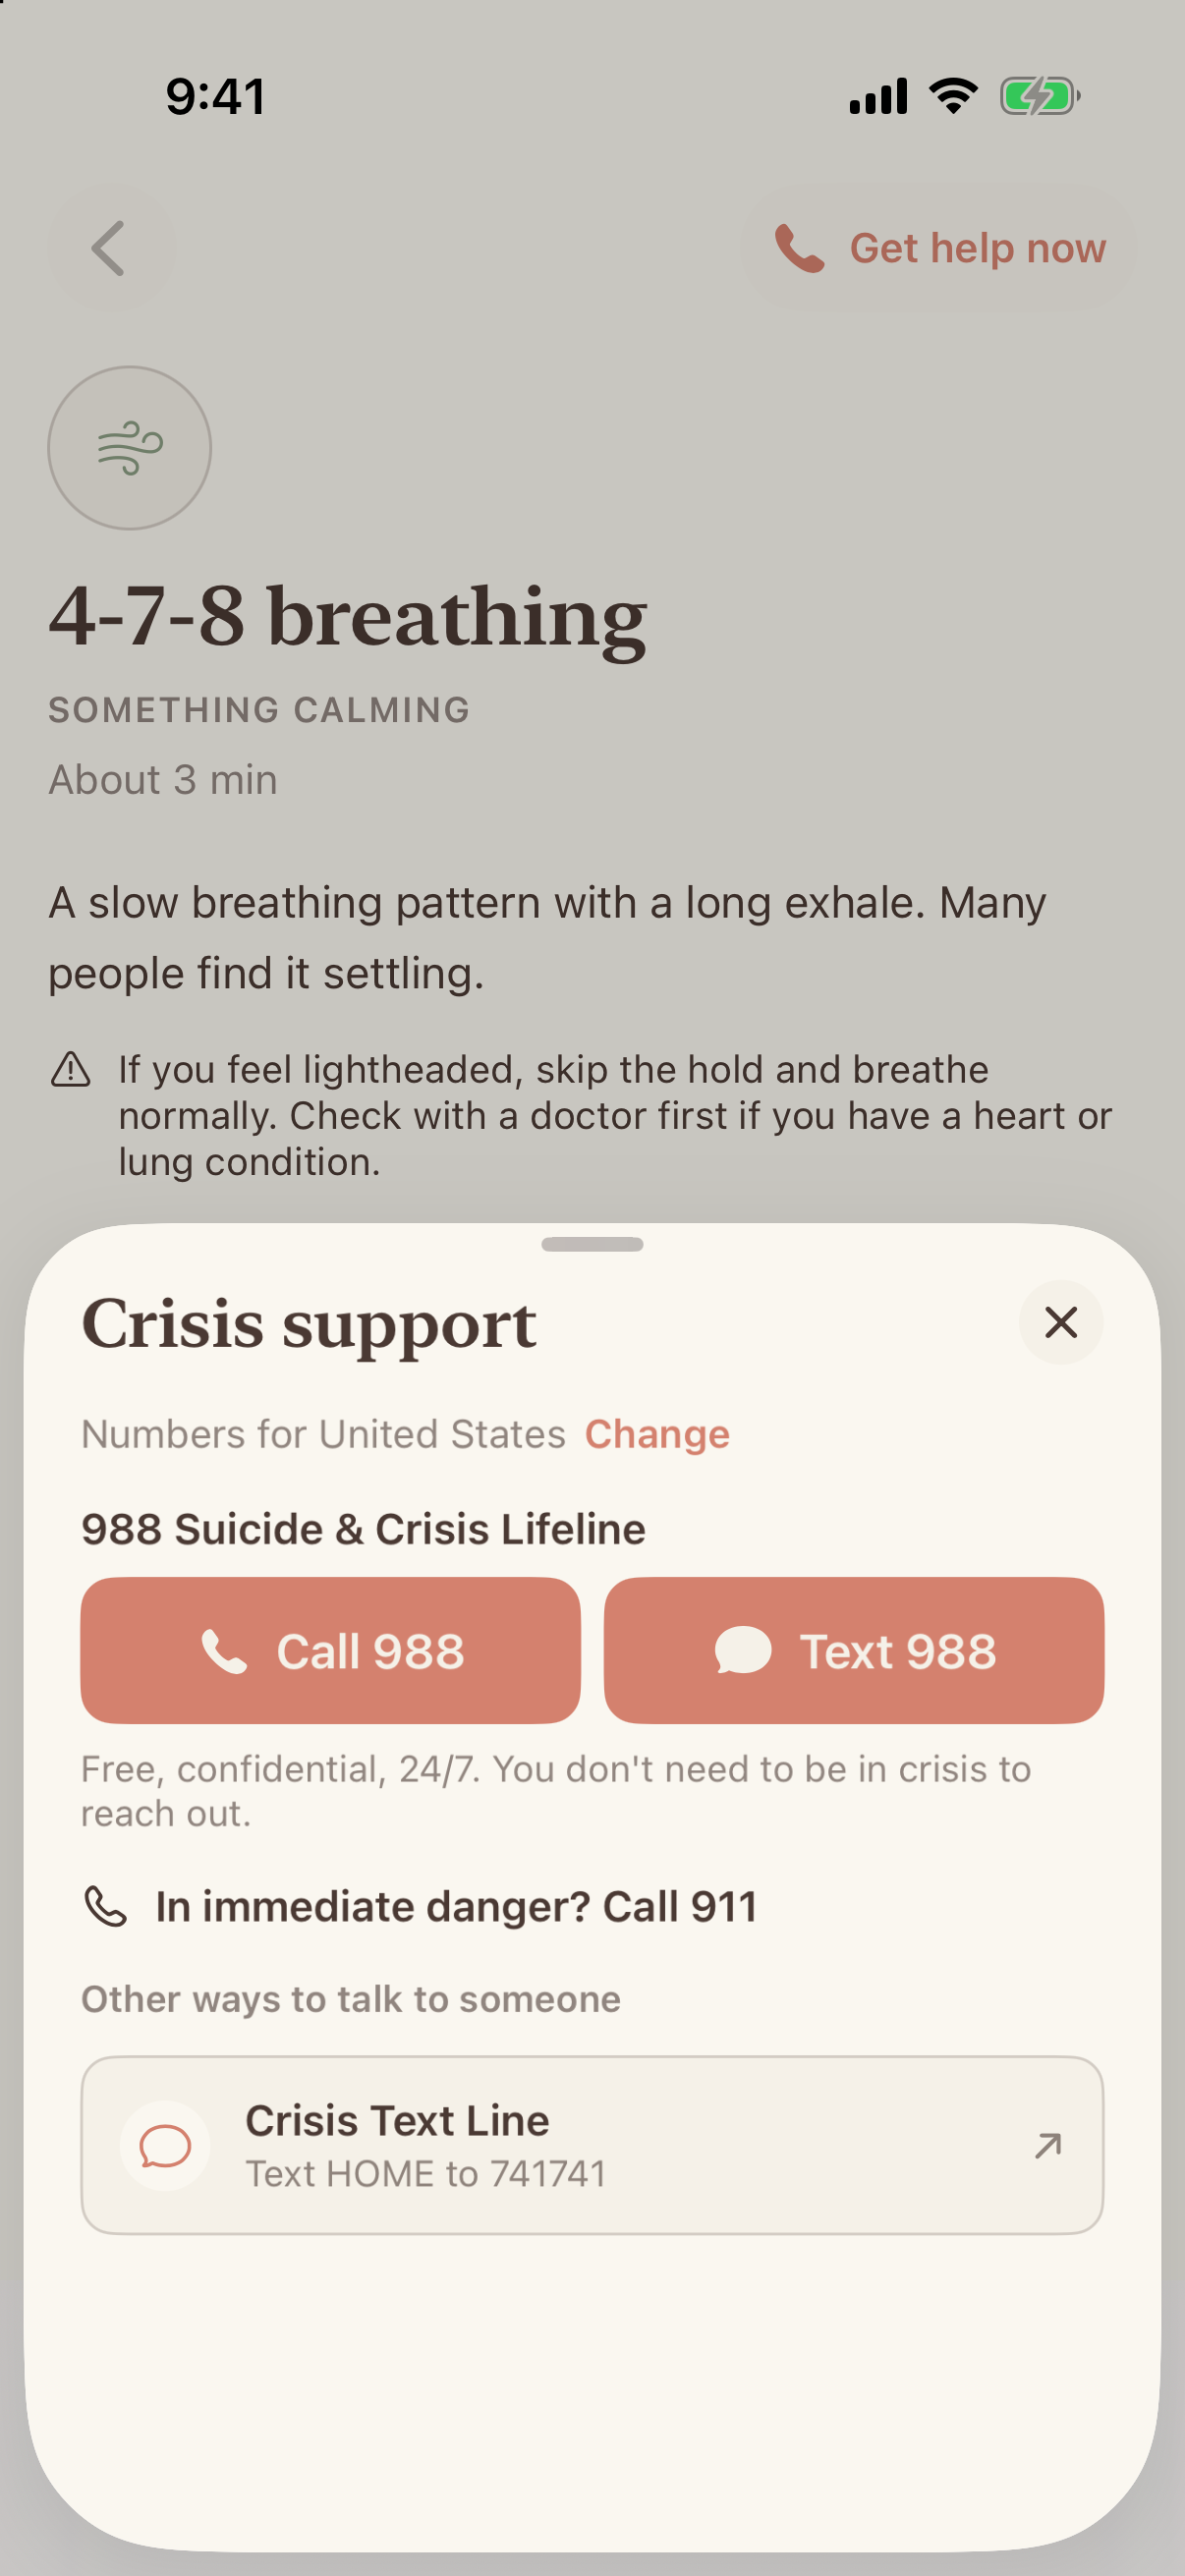 9:41
Get help now
4-7-8 breathing
SOMETHING CALMING
About 3 min
A slow breathing pattern with a long exhale. Many
people find it settling.
If you feel lightheaded, skip the hold and breathe
normally. Check with a doctor first if you have a heart or
lung condition.
Crisis support
Numbers for United States Change
988 Suicide & Crisis Lifeline
Call 988
Text 988
Free, confidential, 24/7. You don't need to be in crisis to
reach out.
In immediate danger? Call 911
Other ways to talk to someone
Crisis Text Line
Text HOME to 741741